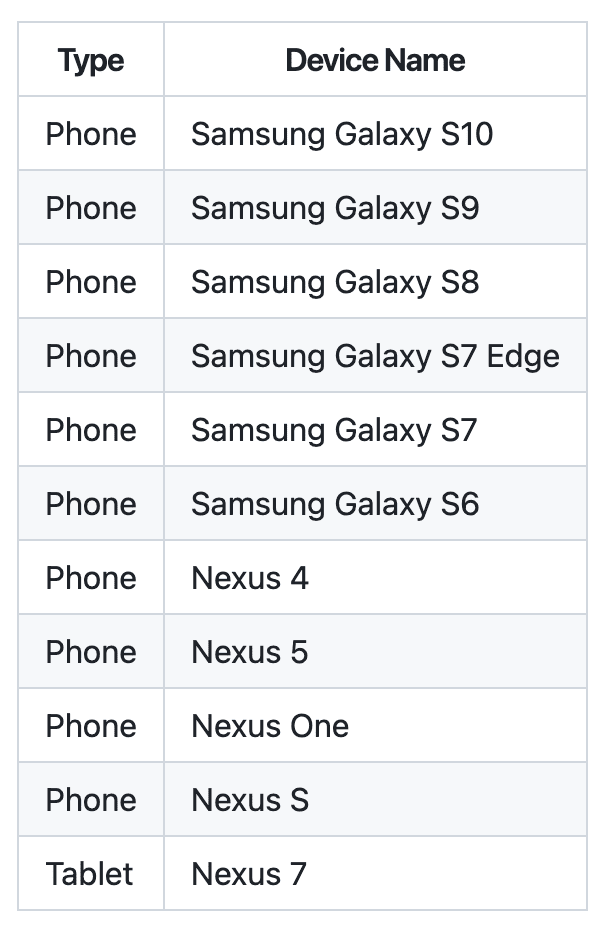 Type Device Name
Phone Samsung Galaxy S10
Phone Samsung Galaxy S9
Phone Samsung Galaxy S8
Phone Samsung Galaxy S7 Edge
Phone Samsung Galaxy S7
Phone Samsung Galaxy S6
Phone Nexus 4
Phone Nexus 5
Phone Nexus One
Phone Nexus S
Tablet Nexus 7